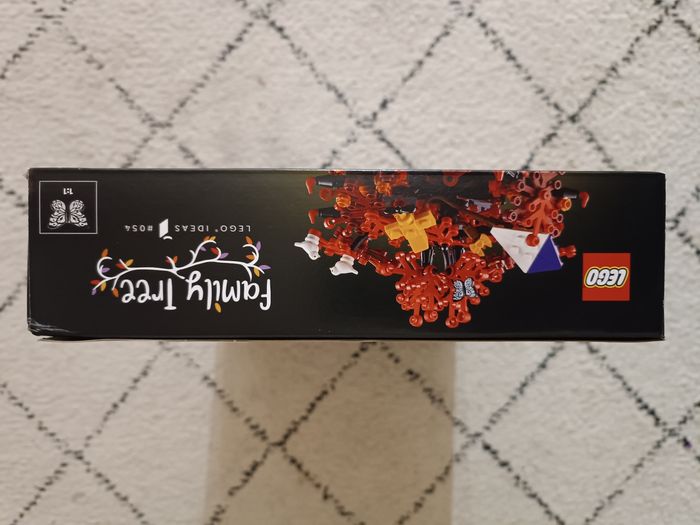 LEGO
Family Tree
LEGO® IDEAS #054
1:1